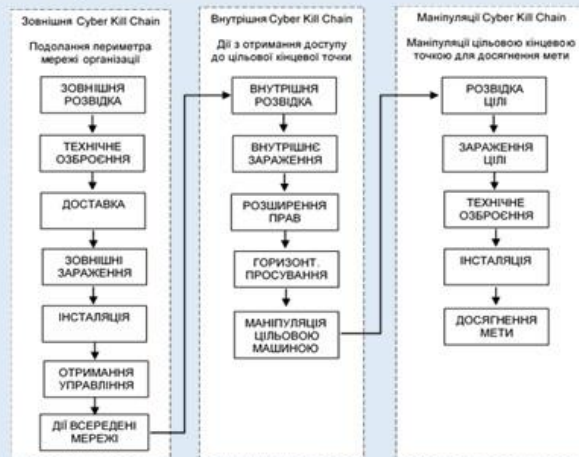 Зовнішня Cyber Kill Chain
Подолання периметра
мережі організації
ЗОВНІШНЯ
РОЗВІДКА
ТЕХНІЧНЕ
ОЗБРОЄННЯ
ДОСТАВКА
ЗОВНІШНІ
ЗАРАЖЕННЯ
ІНСТАЛЯЦІЯ
ОТРИМАННЯ
УПРАВЛІННЯ
ДІЇ ВСЕРЕДЕНІ
МЕРЕЖІ
Внутрішня Cyber Kill Chain
Дії з отримання доступу
до цільової кінцевої точки
ВНУТРІШНЯ
РОЗВІДКА
ВНУТРІШНЄ
ЗАРАЖЕННЯ
РОЗШИРЕННЯ
ПРАВ
ГОРИЗОНТ.
ПРОСУВАННЯ
МАНІПУЛЯЦІЯ
ЦІЛЬОВОЮ
МАШИНОЮ
Маніпуляції Cyber Kill Chain
Маніпуляції цільовою кінцевою
точкою для досягнення мети
РОЗВІДКА
ЦІЛІ
ЗАРАЖЕННЯ
ЦІЛІ
ТЕХНІЧНЕ
ОЗБРОЄННЯ
ІНСТАЛЯЦІЯ
ДОСЯГНЕННЯ
МЕТИ